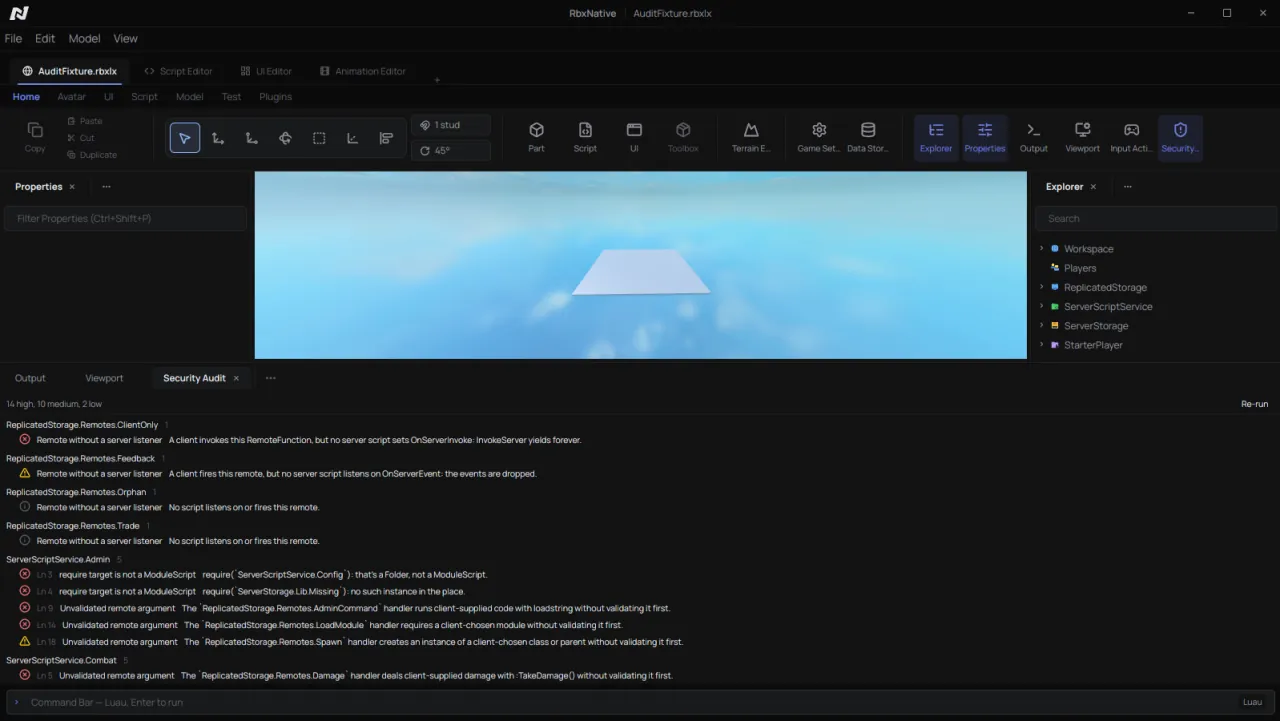 RbxNative AuditFixture.rbxlx
File Edit Model View
AuditFixture.rbxlx Script Editor UI Editor Animation Editor +
Home Avatar UI Script Model Test Plugins
Copy Paste Cut Duplicate
1 stud
45°
Part Script UI Toolbox Terrain E... Game Set... Data Stor... Explorer Properties Output Viewport Input Acti... Security...
Properties × ...
Filter Properties (Ctrl+Shift+P)
Explorer × ...
Search
Workspace
Players
ReplicatedStorage
ServerScriptService
ServerStorage
StarterPlayer
Output Viewport Security Audit × ...
14 high, 10 medium, 2 low Re-run
ReplicatedStorage.Remotes.ClientOnly 1
Remote without a server listener A client invokes this RemoteFunction, but no server script sets OnServerInvoke: InvokeServer yields forever.
ReplicatedStorage.Remotes.Feedback 1
Remote without a server listener A client fires this remote, but no server script listens on OnServerEvent: the events are dropped.
ReplicatedStorage.Remotes.Orphan 1
Remote without a server listener No script listens on or fires this remote.
ReplicatedStorage.Remotes.Trade 1
Remote without a server listener No script listens on or fires this remote.
ServerScriptService.Admin 5
Ln 3 require target is not a ModuleScript require(`ServerScriptService.Config`): that's a Folder, not a ModuleScript.
Ln 4 require target is not a ModuleScript require(`ServerStorage.Lib.Missing`): no such instance in the place.
Ln 9 Unvalidated remote argument The `ReplicatedStorage.Remotes.AdminCommand` handler runs client-supplied code with loadstring without validating it first.
Ln 14 Unvalidated remote argument The `ReplicatedStorage.Remotes.LoadModule` handler requires a client-chosen module without validating it first.
Ln 18 Unvalidated remote argument The `ReplicatedStorage.Remotes.Spawn` handler creates an instance of a client-chosen class or parent without validating it first.
ServerScriptService.Combat 5
Ln 5 Unvalidated remote argument The `ReplicatedStorage.Remotes.Damage` handler deals client-supplied damage with :TakeDamage() without validating it first.
Command Bar — Luau, Enter to run Luau